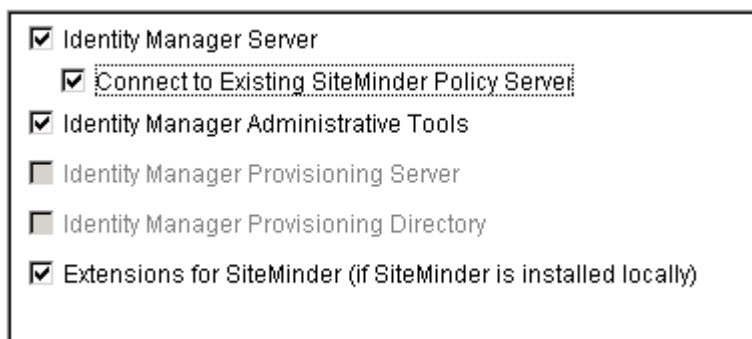 Identity Manager Server
Connect to Existing SiteMinder Policy Server
Identity Manager Administrative Tools
Identity Manager Provisioning Server
Identity Manager Provisioning Directory
Extensions for SiteMinder (if SiteMinder is installed locally)